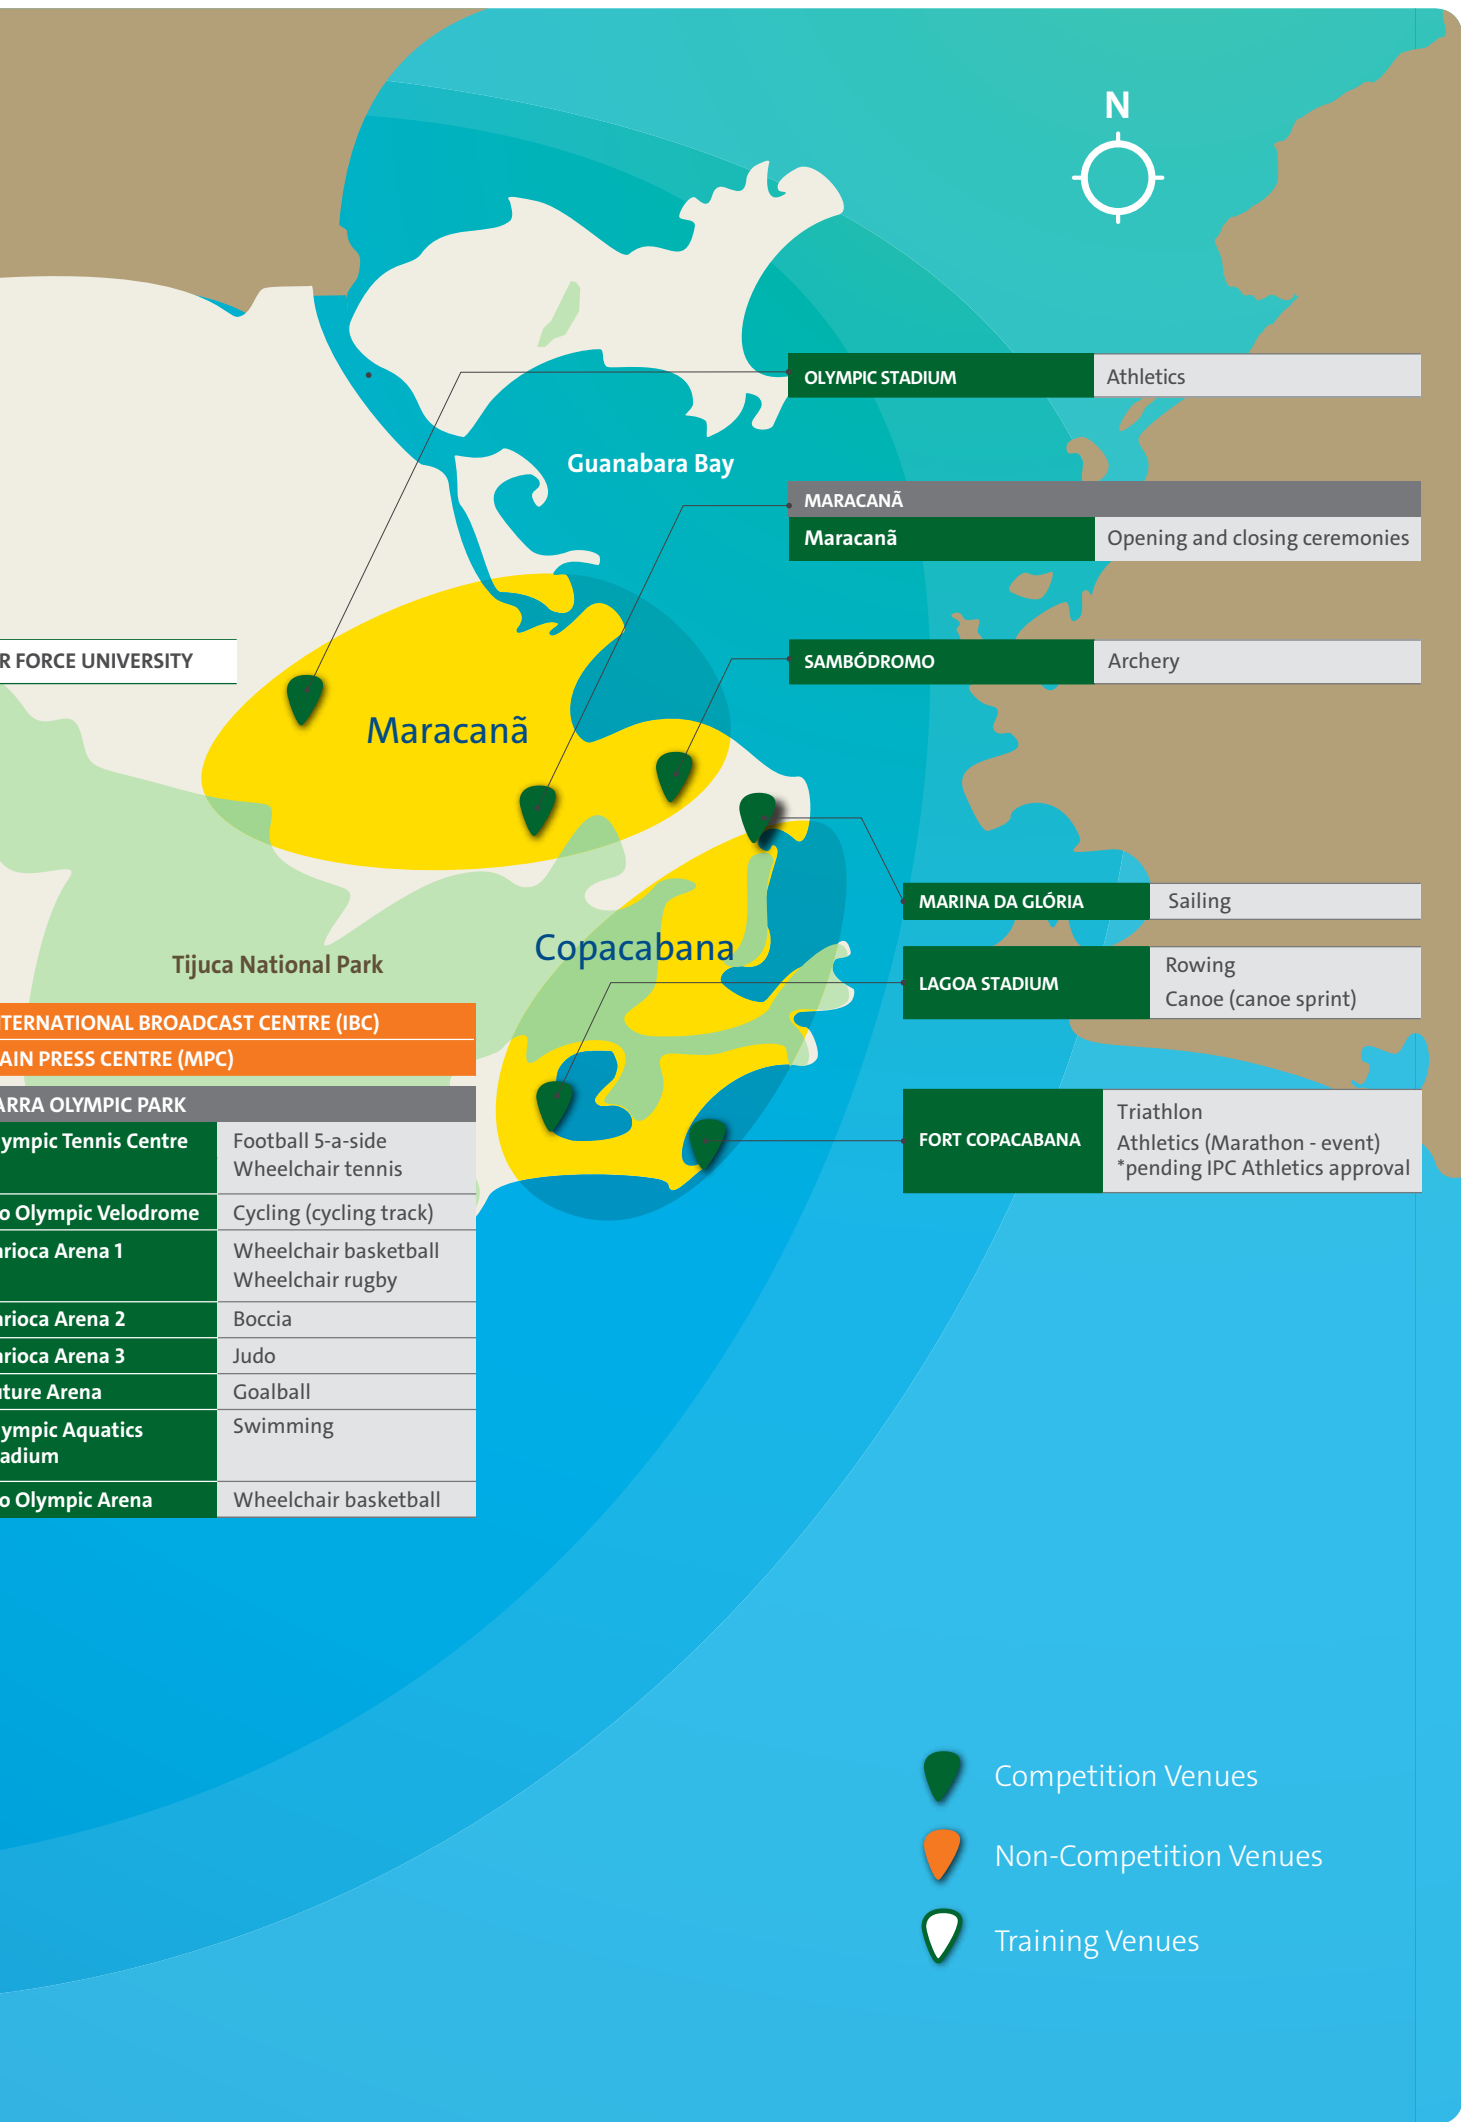 N
OLYMPIC STADIUM
Athletics
Guanabara Bay
MARACANÃ
Maracanã
Opening and closing ceremonies
R FORCE UNIVERSITY
SAMBÓDROMO
Archery
Maracanã
MARINA DA GLÓRIA
Sailing
Copacabana
Tijuca National Park
LAGOA STADIUM
Rowing
Canoe (canoe sprint)
TERNATIONAL BROADCAST CENTRE (IBC)
AIN PRESS CENTRE (MPC)
ARRA OLYMPIC PARK
ympic Tennis Centre
Football 5-a-side
Wheelchair tennis
o Olympic Velodrome
Cycling (cycling track)
arioca Arena 1
Wheelchair basketball
Wheelchair rugby
arioca Arena 2
Boccia
arioca Arena 3
Judo
uture Arena
Goalball
ympic Aquatics
adium
Swimming
o Olympic Arena
Wheelchair basketball
FORT COPACABANA
Triathlon
Athletics (Marathon - event)
*pending IPC Athletics approval
Competition Venues
Non-Competition Venues
Training Venues